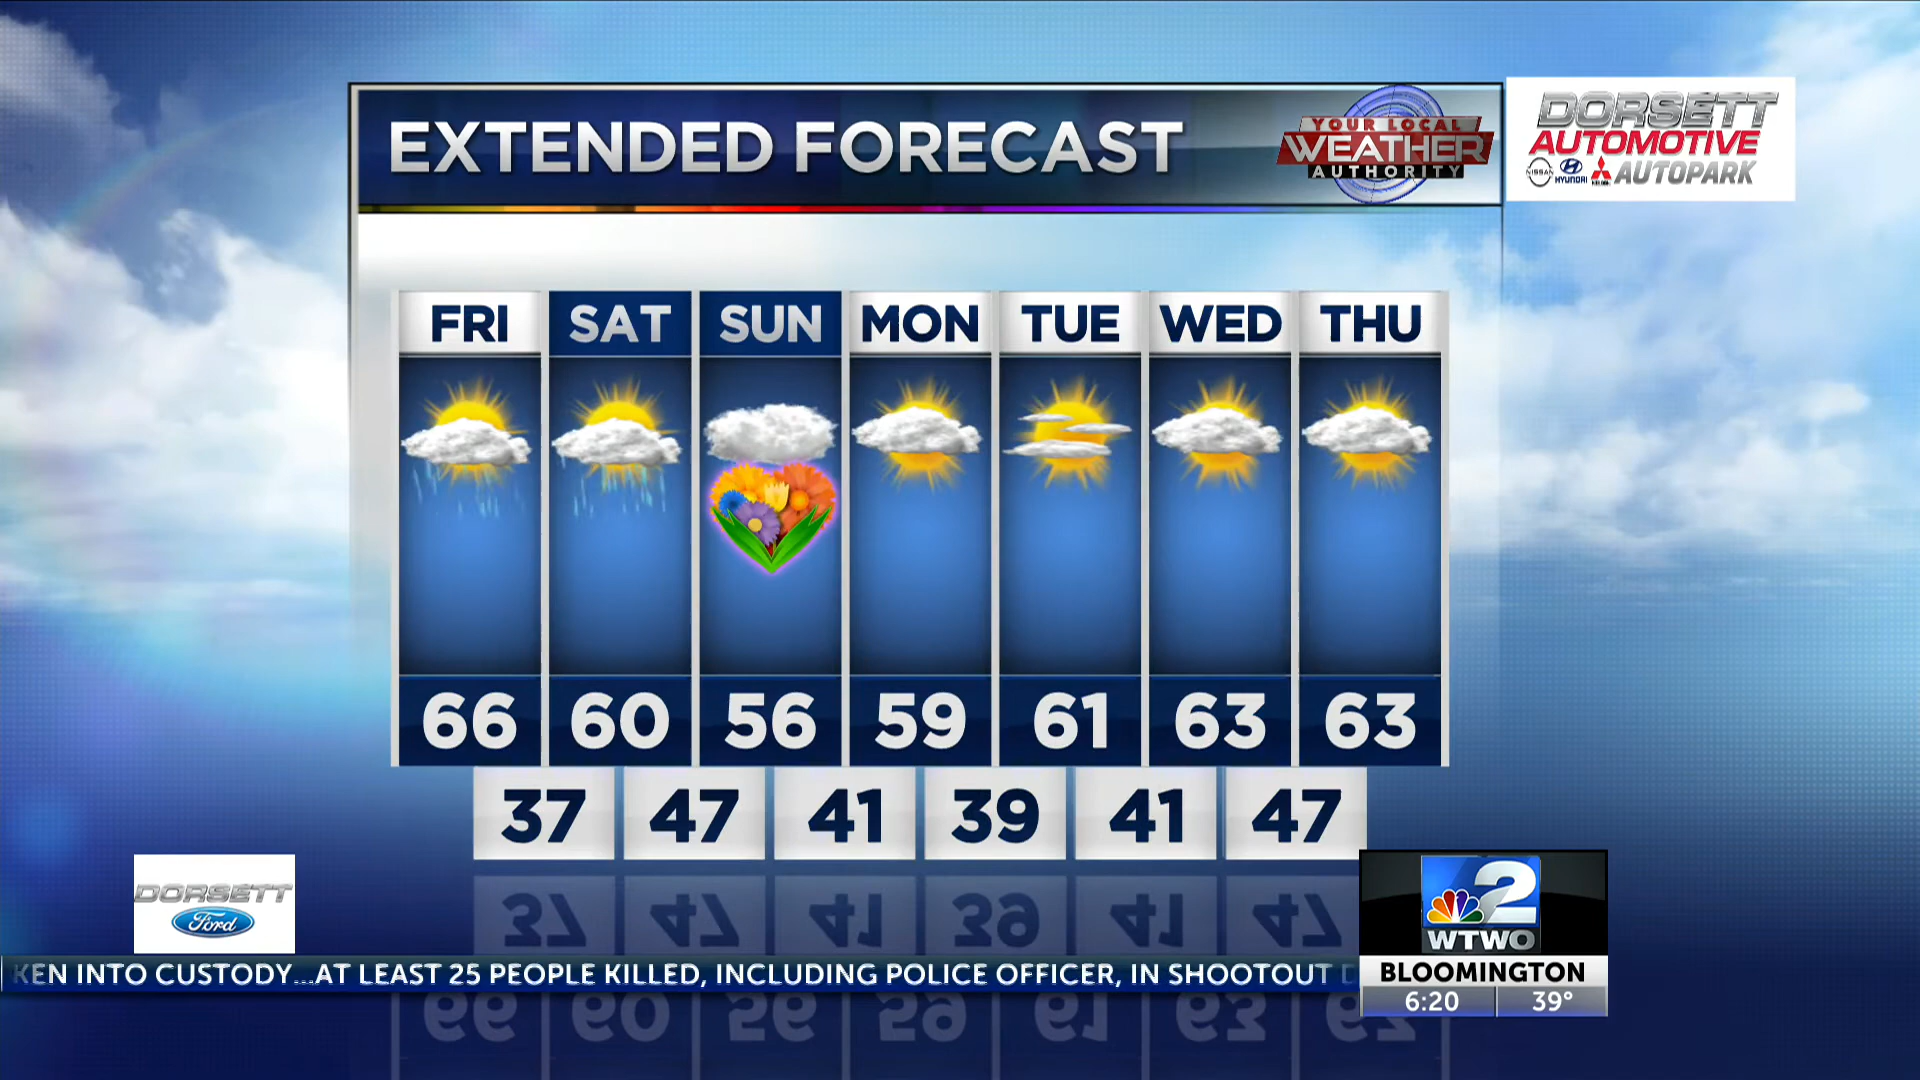 EXTENDED FORECAST
YOUR LOCAL
WEATHER
AUTHORITY
DORSETT
AUTOMOTIVE
NISSAN HYUNDAI AUTOPARK
FRI SAT SUN MON TUE WED THU
66 60 56 59 61 63 63
37 47 41 39 41 47
DORSETT
Ford
2
WTWO
KEN INTO CUSTODY...AT LEAST 25 PEOPLE KILLED, INCLUDING POLICE OFFICER, IN SHOOTOUT D
BLOOMINGTON
6:20 39°